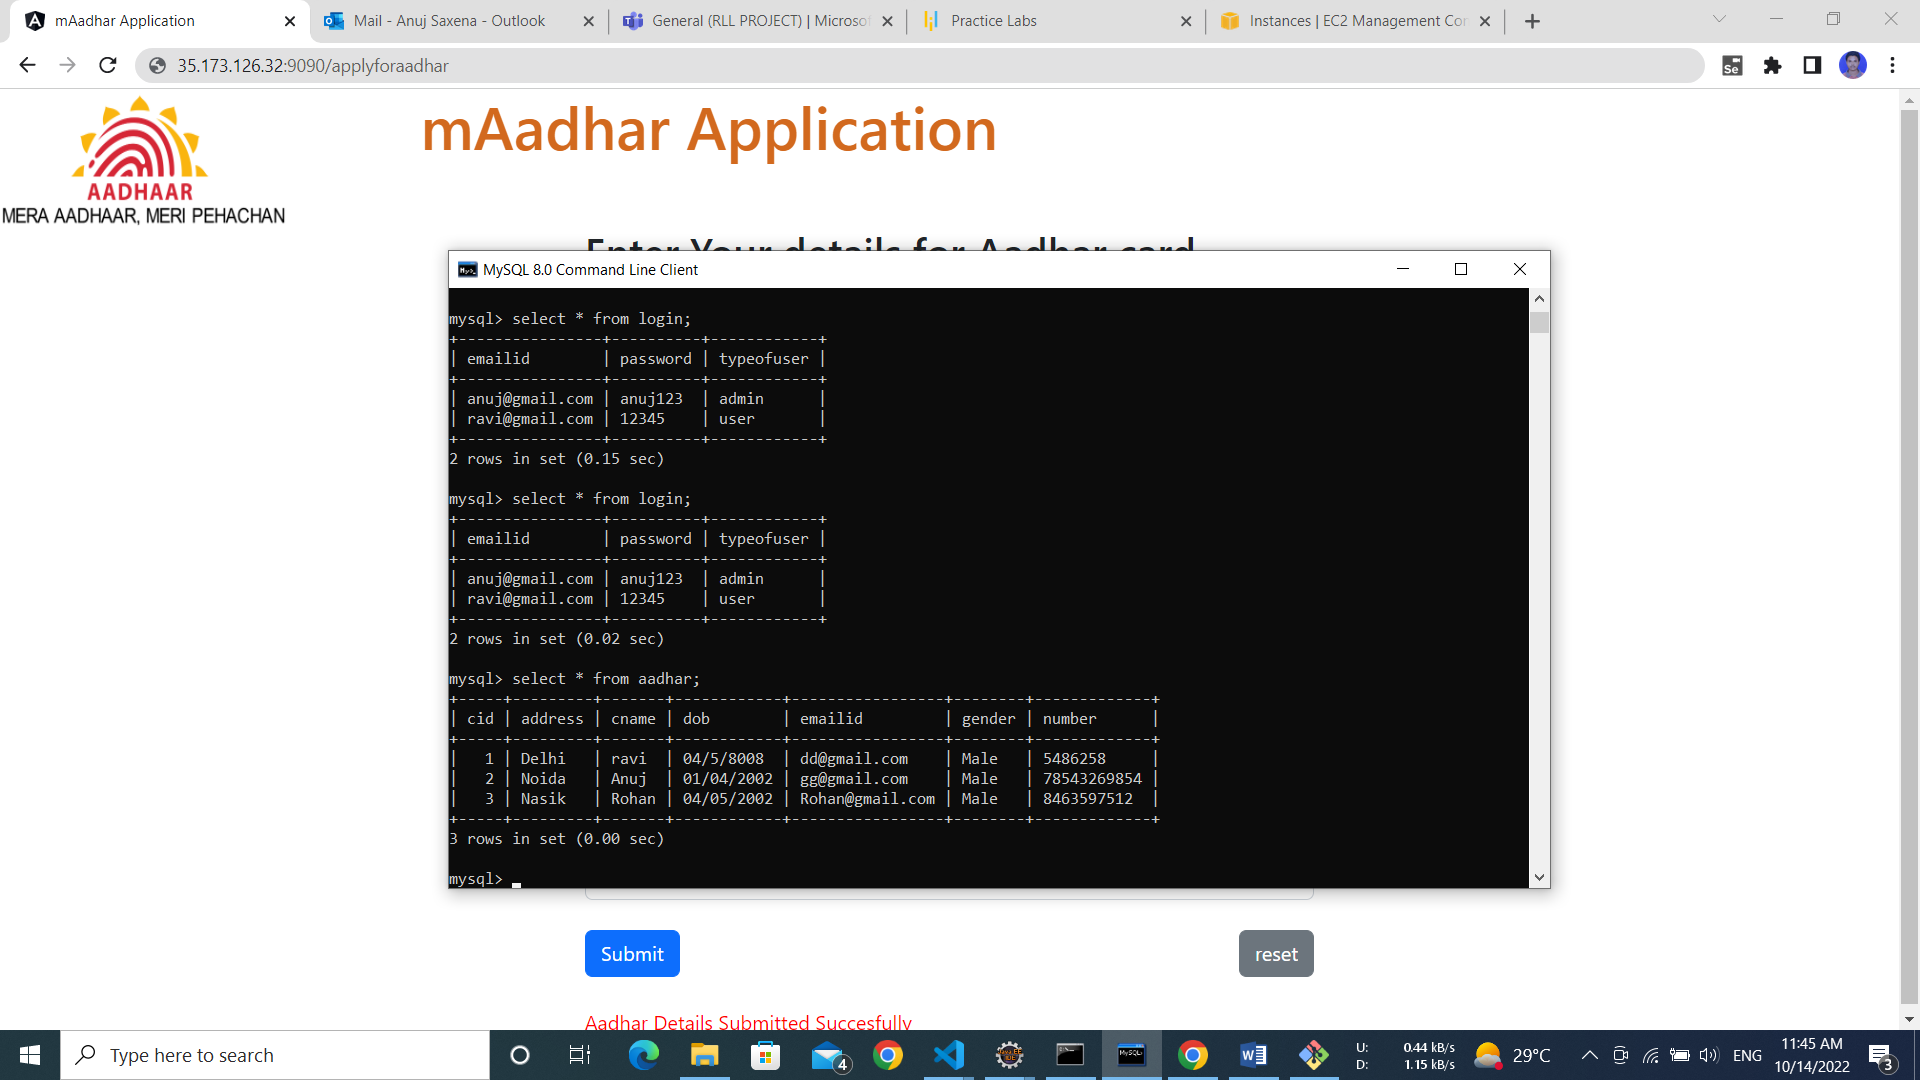 mAadhar Application
Mail - Anuj Saxena - Outlook
General (RLL PROJECT) | Microsof
Practice Labs
Instances | EC2 Management Con
35.173.126.32:9090/applyforaadhar
Se
AADHAAR
MERA AADHAAR, MERI PEHACHAN
mAadhar Application
Enter Your details for Aadhar card
MySQL 8.0 Command Line Client
mysql> select * from login;
+----------------+----------+------------+
| emailid        | password | typeofuser |
+----------------+----------+------------+
| anuj@gmail.com | anuj123  | admin      |
| ravi@gmail.com | 12345    | user       |
+----------------+----------+------------+
2 rows in set (0.15 sec)
mysql> select * from login;
+----------------+----------+------------+
| emailid        | password | typeofuser |
+----------------+----------+------------+
| anuj@gmail.com | anuj123  | admin      |
| ravi@gmail.com | 12345    | user       |
+----------------+----------+------------+
2 rows in set (0.02 sec)
mysql> select * from aadhar;
+-----+---------+-------+------------+-----------------+--------+-------------+
| cid | address | cname | dob        | emailid         | gender | number      |
+-----+---------+-------+------------+-----------------+--------+-------------+
|   1 | Delhi   | ravi  | 04/5/8008  | dd@gmail.com    | Male   | 5486258     |
|   2 | Noida   | Anuj  | 01/04/2002 | gg@gmail.com    | Male   | 78543269854 |
|   3 | Nasik   | Rohan | 04/05/2002 | Rohan@gmail.com | Male   | 8463597512  |
+-----+---------+-------+------------+-----------------+--------+-------------+
3 rows in set (0.00 sec)
mysql>
Submit
reset
Aadhar Details Submitted Succesfully
Type here to search
4
MySQL
U: 0.44 kB/s
D: 1.15 kB/s
29°C
ENG
11:45 AM
10/14/2022
3